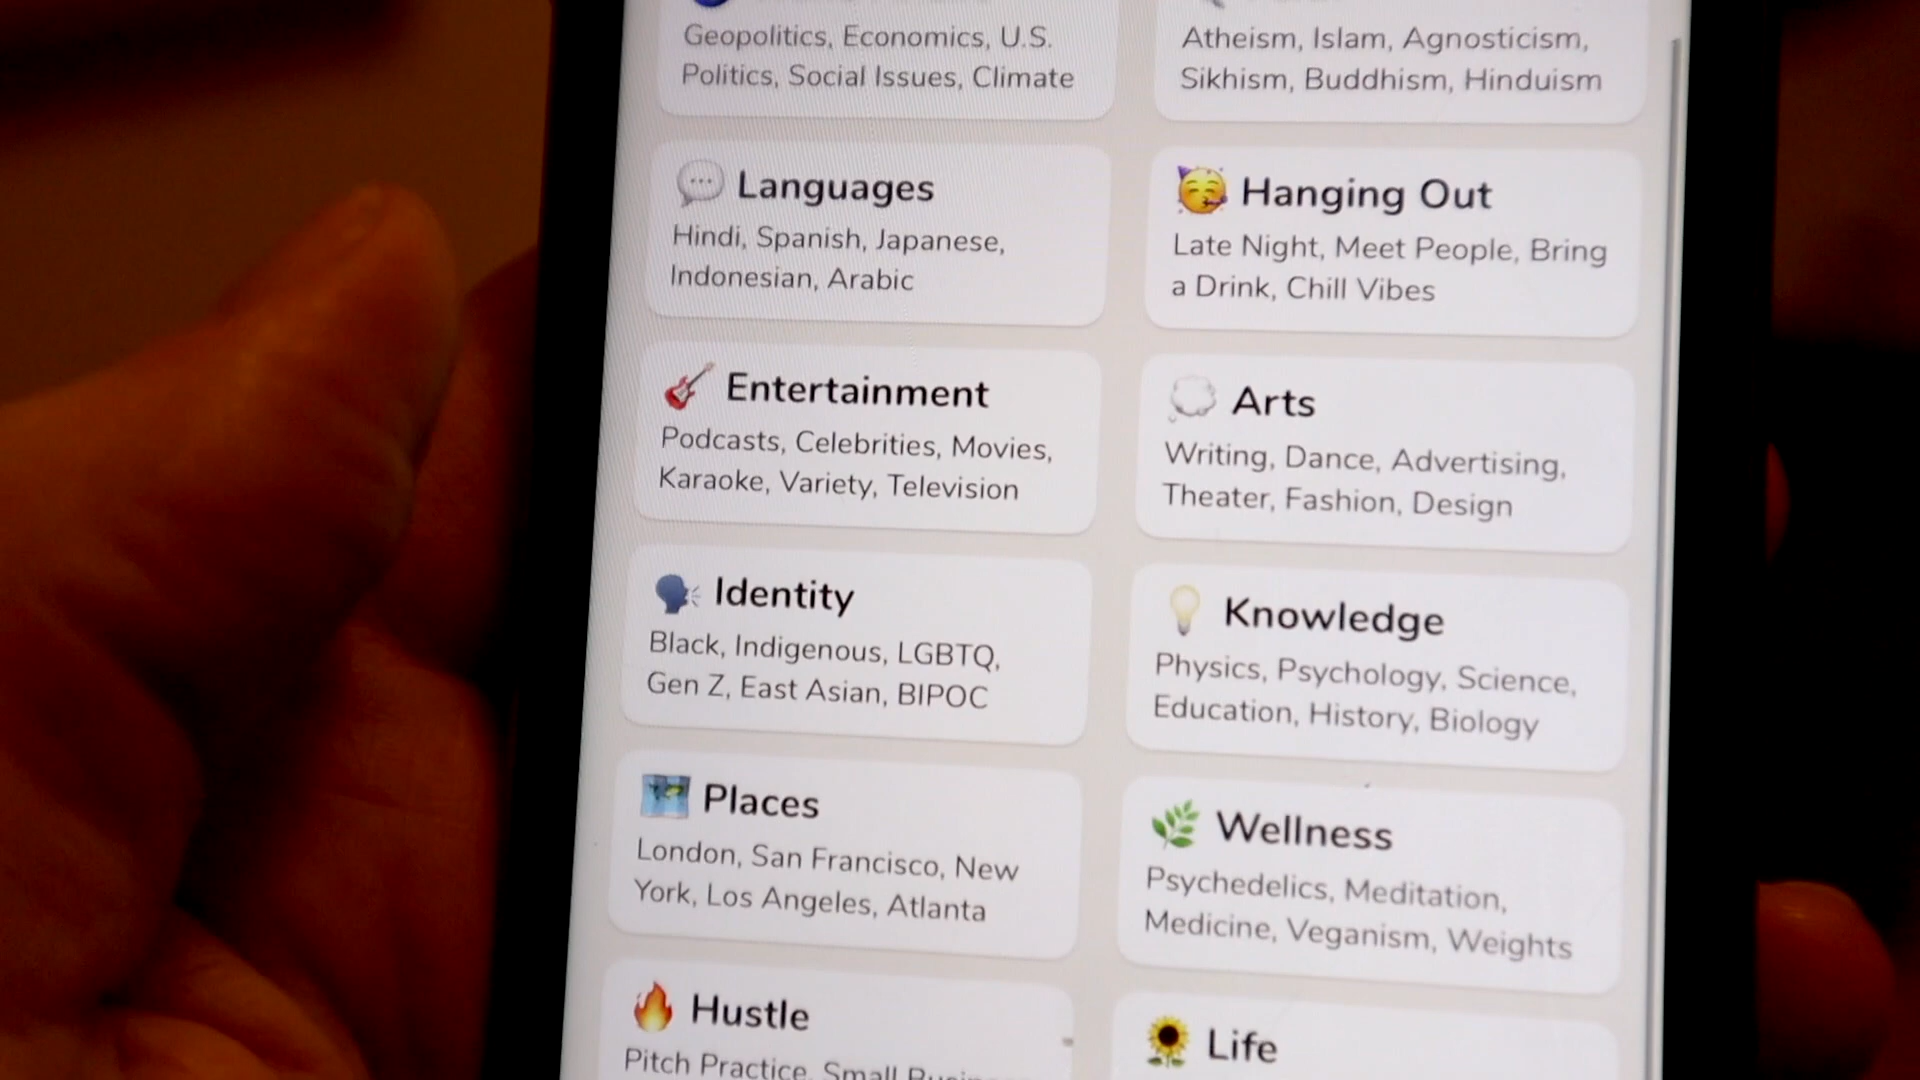 Geopolitics, Economics, U.S.
Politics, Social Issues, Climate
Atheism, Islam, Agnosticism,
Sikhism, Buddhism, Hinduism
Languages
Hindi, Spanish, Japanese,
Indonesian, Arabic
Hanging Out
Late Night, Meet People, Bring
a Drink, Chill Vibes
Entertainment
Podcasts, Celebrities, Movies,
Karaoke, Variety, Television
Arts
Writing, Dance, Advertising,
Theater, Fashion, Design
Identity
Black, Indigenous, LGBTQ,
Gen Z, East Asian, BIPOC
Knowledge
Physics, Psychology, Science,
Education, History, Biology
Places
London, San Francisco, New
York, Los Angeles, Atlanta
Wellness
Psychedelics, Meditation,
Medicine, Veganism, Weights
Hustle
Pitch Practice, Small
Life